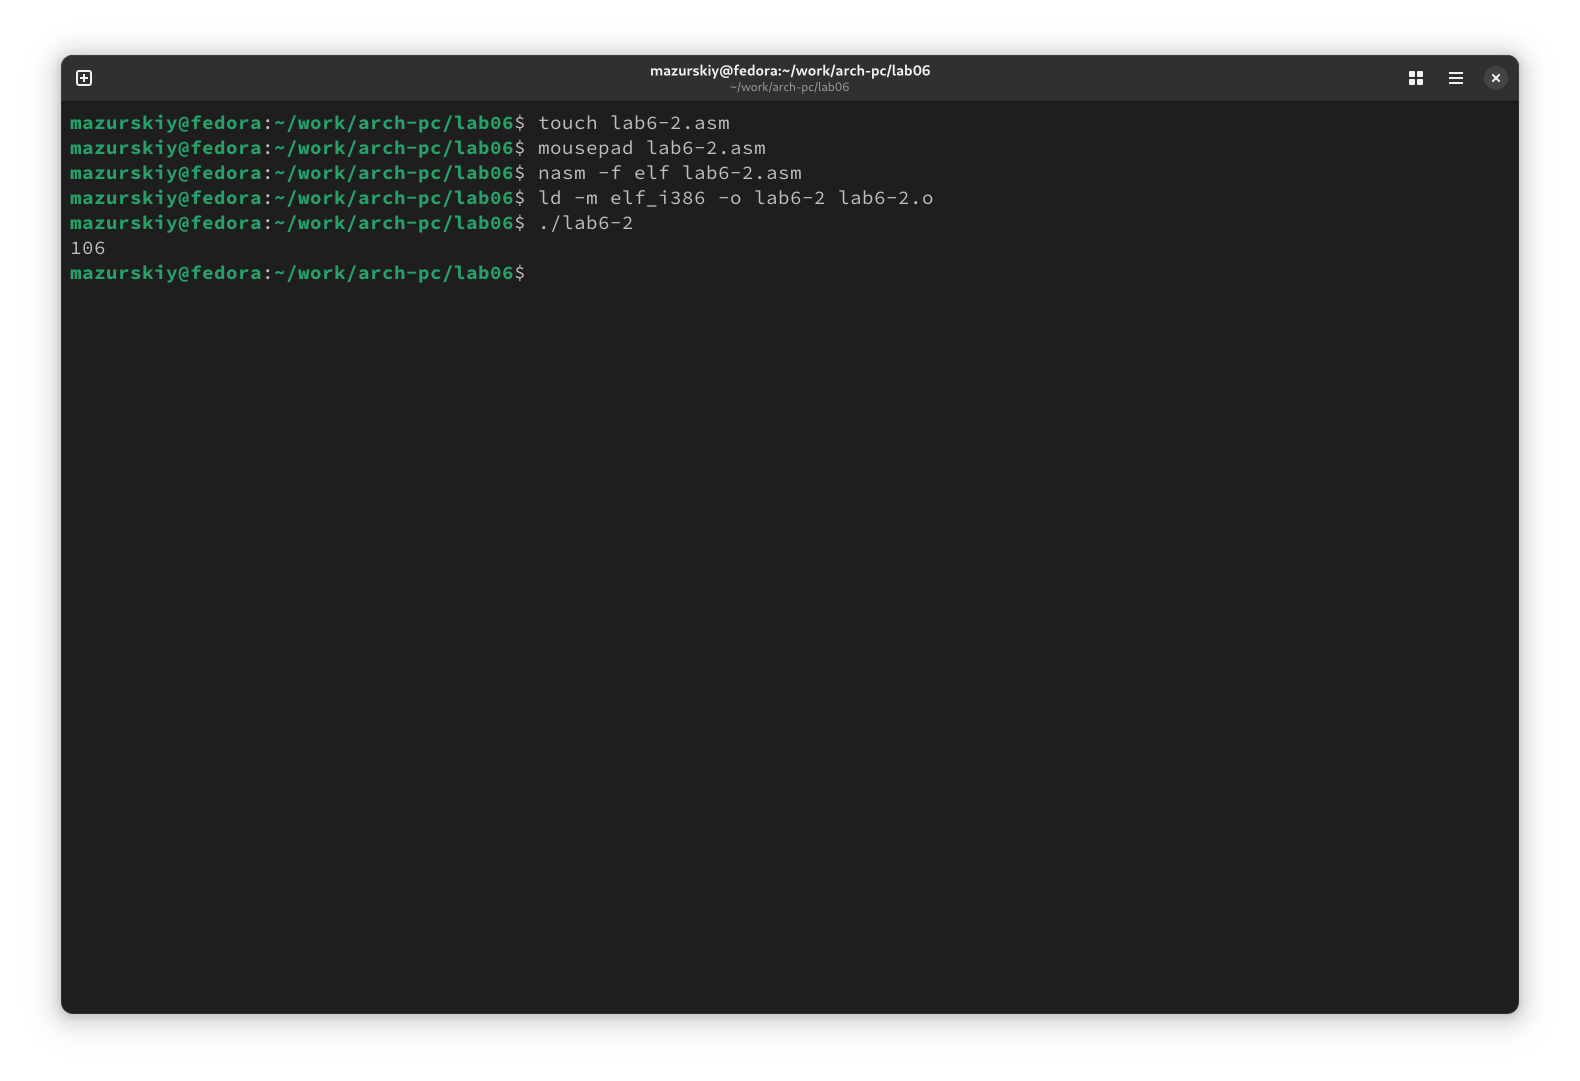 mazurskiy@fedora:~/work/arch-pc/lab06
~/work/arch-pc/lab06
mazurskiy@fedora:~/work/arch-pc/lab06$ touch lab6-2.asm
mazurskiy@fedora:~/work/arch-pc/lab06$ mousepad lab6-2.asm
mazurskiy@fedora:~/work/arch-pc/lab06$ nasm -f elf lab6-2.asm
mazurskiy@fedora:~/work/arch-pc/lab06$ ld -m elf_i386 -o lab6-2 lab6-2.o
mazurskiy@fedora:~/work/arch-pc/lab06$ ./lab6-2
106
mazurskiy@fedora:~/work/arch-pc/lab06$